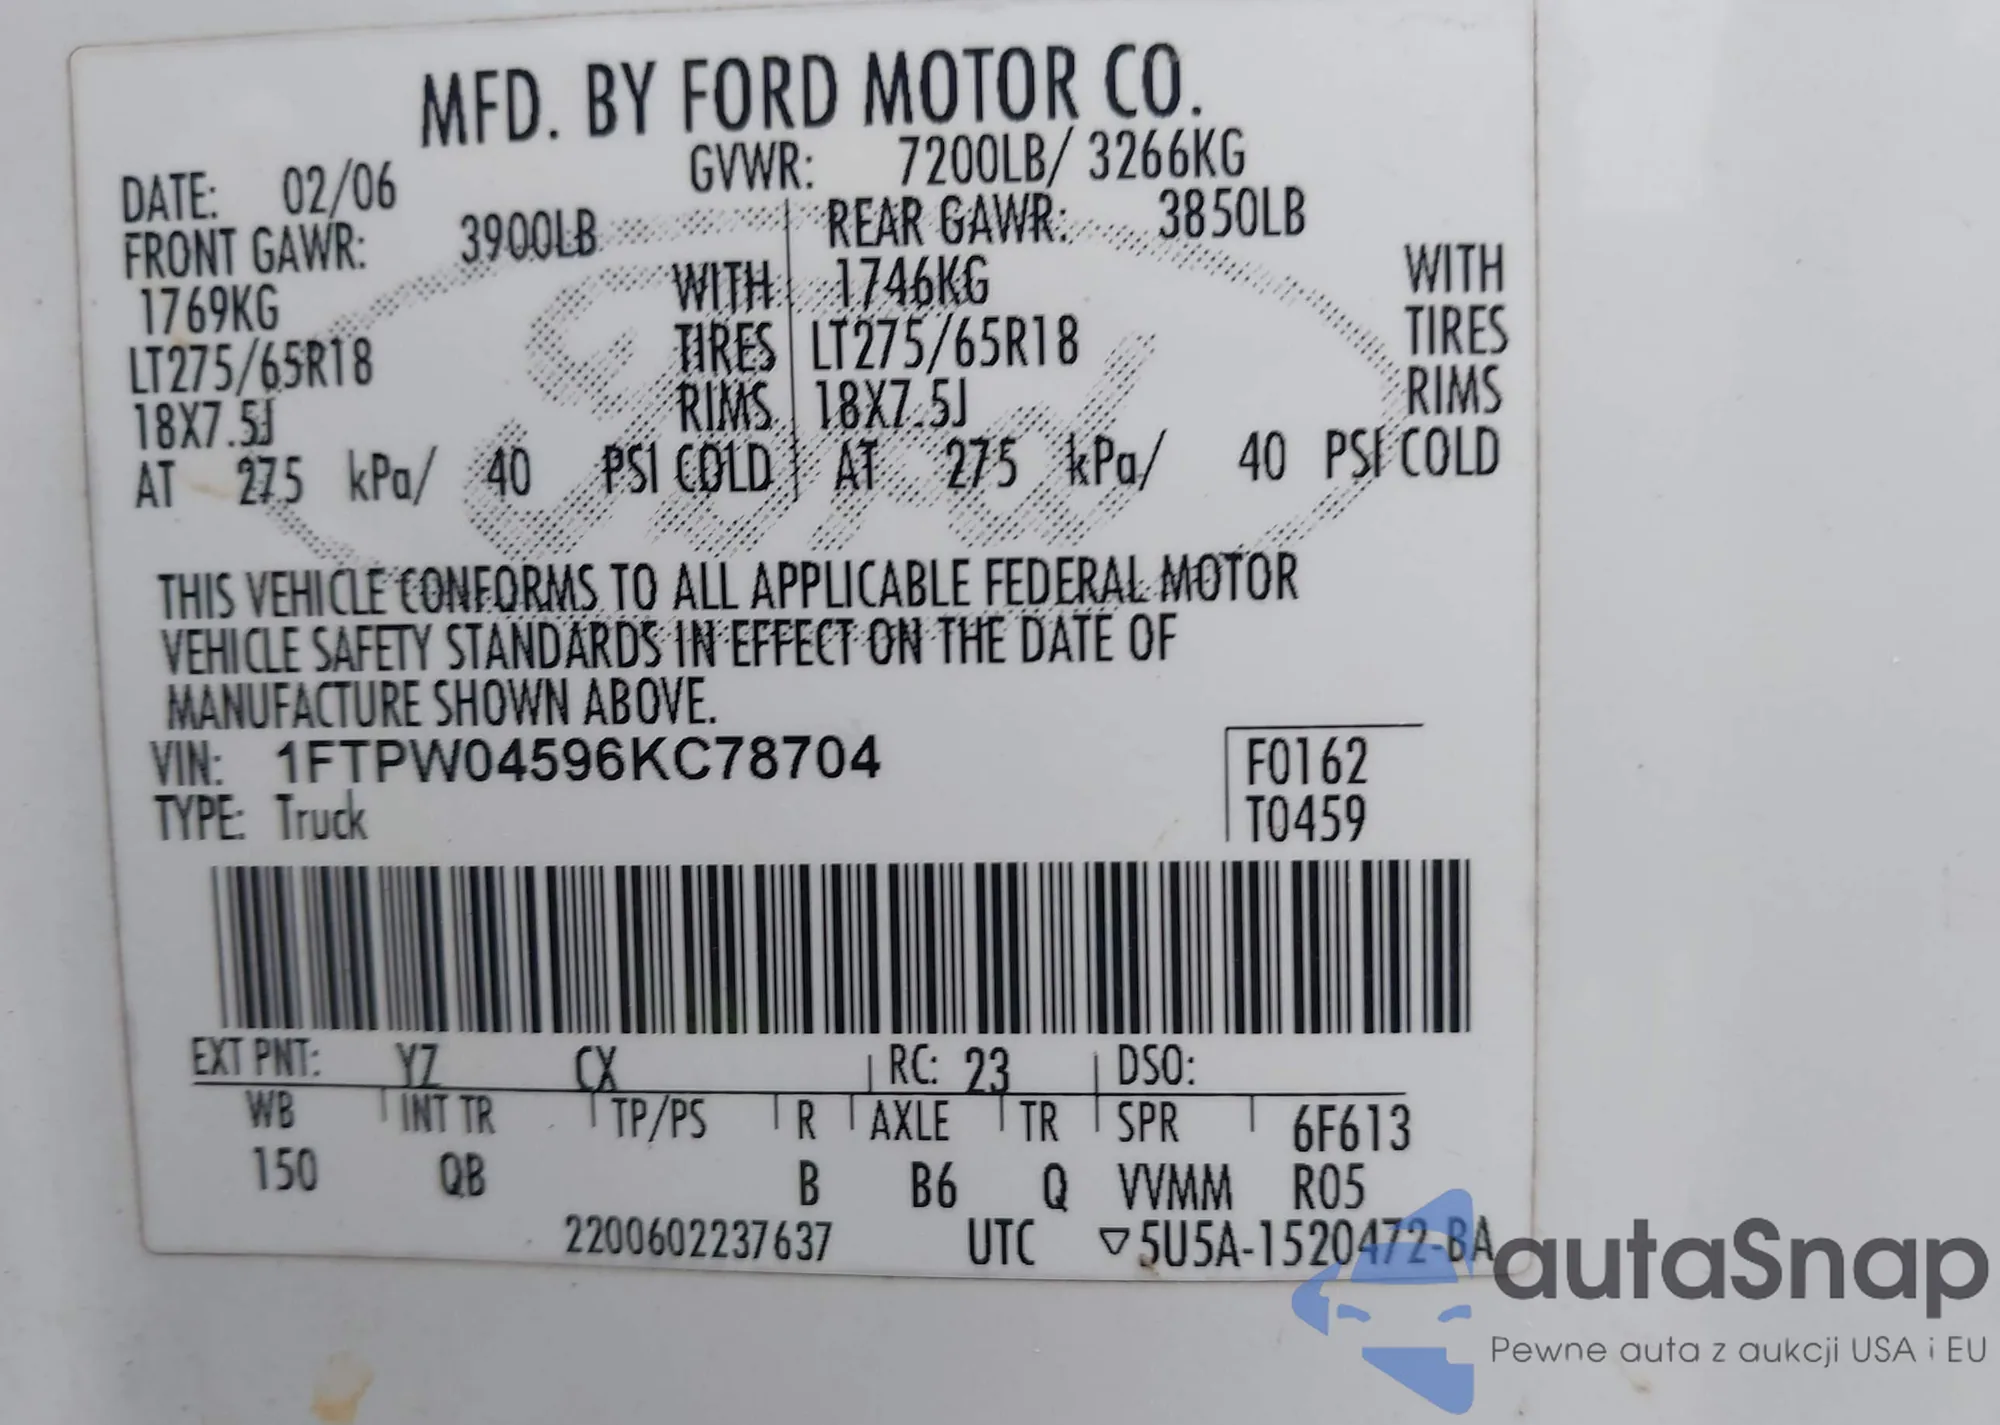 MFD. BY FORD MOTOR CO.
DATE: 02/06 GVWR: 7200LB/ 3266KG
FRONT GAWR: 3900LB REAR GAWR: 3850LB
1769KG WITH 1746KG WITH
LT275/65R18 TIRES LT275/65R18 TIRES
18X7.5J RIMS 18X7.5J RIMS
AT 275 kPa/ 40 PSI COLD AT 275 kPa/ 40 PSI COLD
Ford
THIS VEHICLE CONFORMS TO ALL APPLICABLE FEDERAL MOTOR
VEHICLE SAFETY STANDARDS IN EFFECT ON THE DATE OF
MANUFACTURE SHOWN ABOVE.
VIN: 1FTPW04596KC78704 F0162
TYPE: Truck T0459
EXT PNT: YZ CX RC: 23 DSO:
WB INT TR TP/PS R AXLE TR SPR 6F613
150 QB B B6 Q VVMM R05
2200602237637 UTC ▽5U5A-1520472-BA
autaSnap
Pewne auta z aukcji USA i EU